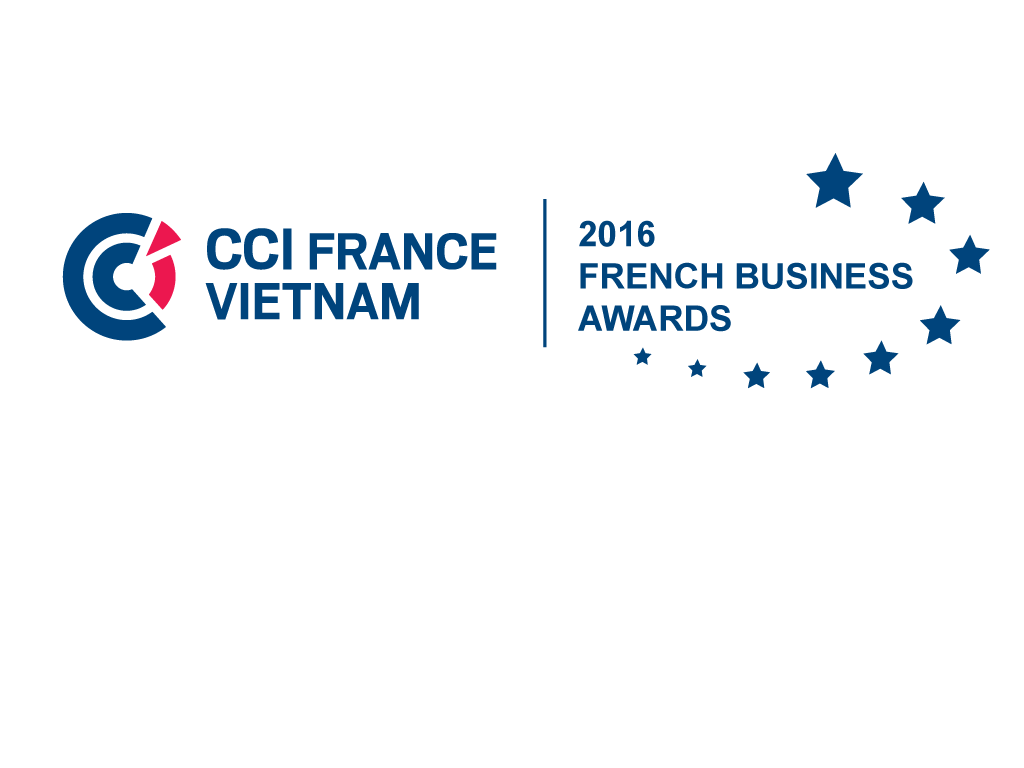 CCI FRANCE
VIETNAM
2016
FRENCH BUSINESS
AWARDS